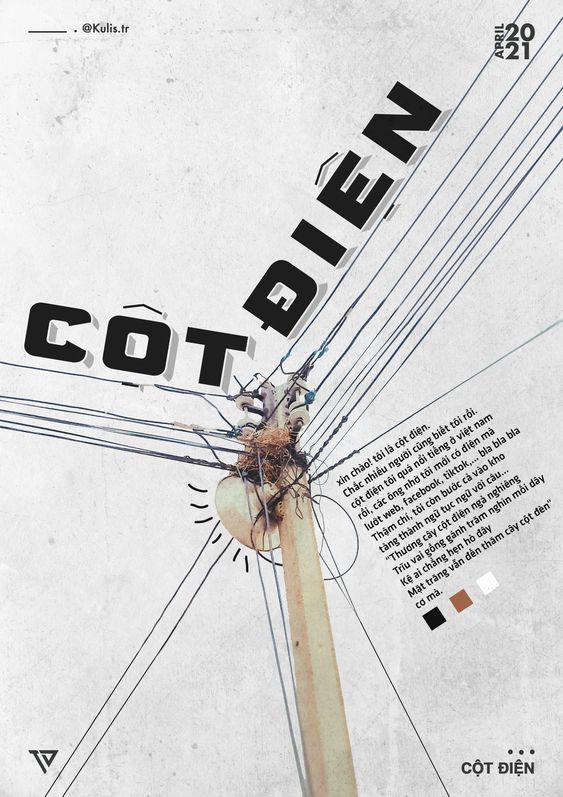 @Kulis.tr
APRIL
20
21
CỘT ĐIỆN
xin chào! tôi là cột điện.
Chắc nhiều người cũng biết tôi rồi.
cột điện tôi quá nổi tiếng ở việt nam
rồi, các ông nhờ tôi mới có điện mà
lướt web, facebook, tiktok,... bla bla bla
Thậm chí, tôi còn bước cả vào kho
tàng thành ngữ tục ngữ với câu...
"Thương cây cột điện ngả nghiêng
Trĩu vai gồng gánh trăm nghìn mối dây
Kệ ai chẳng hẹn hò đây
Mặt trăng vẫn đến thăm cây cột đèn"
cơ mà.
CỘT ĐIỆN